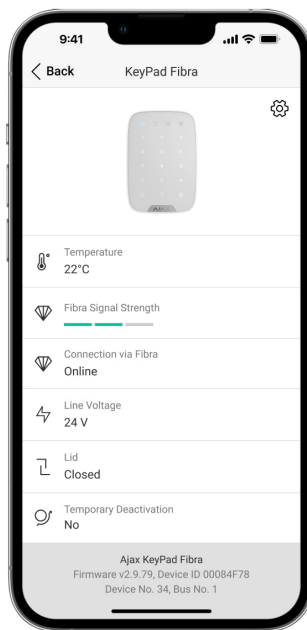 9:41
Back
KeyPad Fibra
AJAX
Temperature
22°C
Fibra Signal Strength
Connection via Fibra
Online
Line Voltage
24 V
Lid
Closed
Temporary Deactivation
No
Ajax KeyPad Fibra
Firmware v2.9.79, Device ID 00084F78
Device No. 34, Bus No. 1